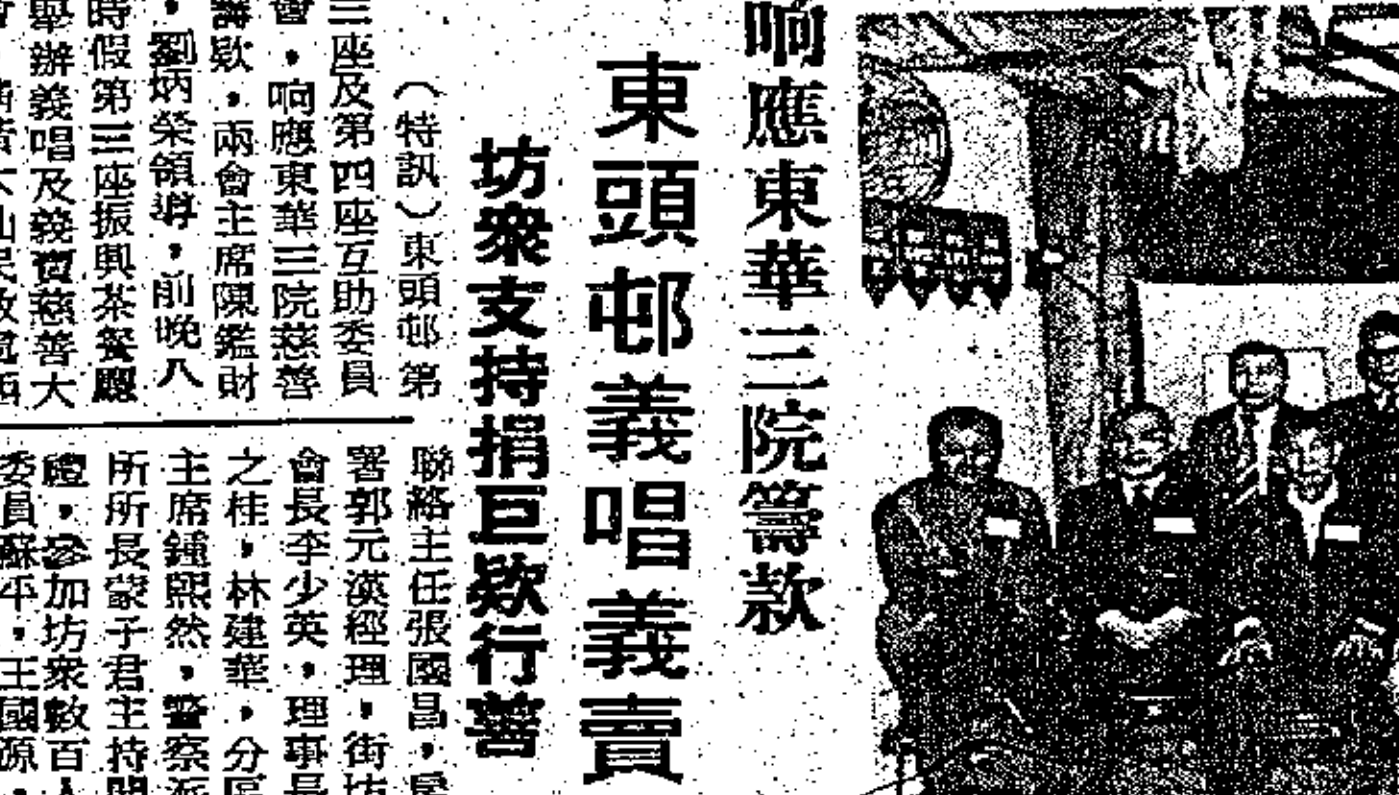 响應東華三院籌款
東頭邨義唱義賣
坊衆支持捐巨欵行善
（特訊）東頭邨第
三座及第四座互助委員
會，响應東華三院慈善
籌欵，兩會主席陳鑑財
，劉炳榮領導，前晚八
時假第三座振興茶餐廳
舉辦義唱及義賣慈善大
聯絡主任張國昌，房
署郭元漢經理，街坊
會長李少英，理事長
之桂，林建華，分區
主席鍾熙然，警察派
所所長蒙子君主持開
禮，參加坊衆數百人
委員蘇平，王國源，